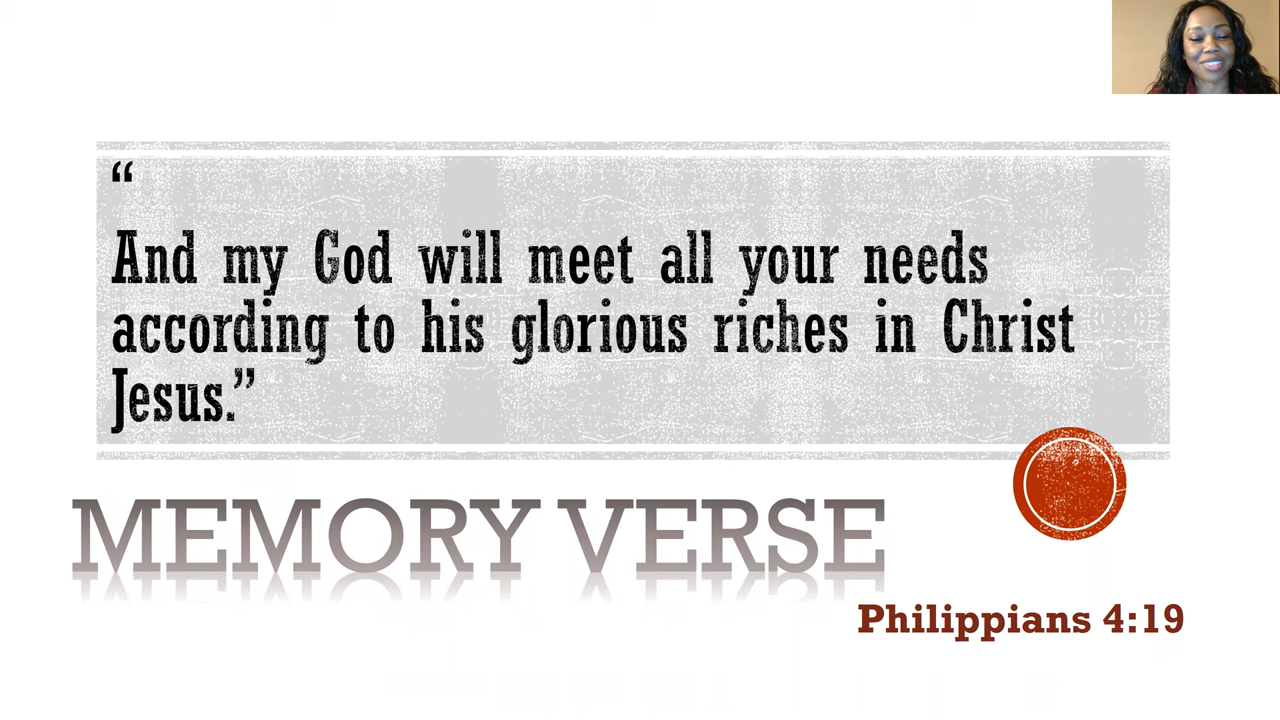 “
And my God will meet all your needs
according to his glorious riches in Christ
Jesus.”
MEMORY VERSE
Philippians 4:19